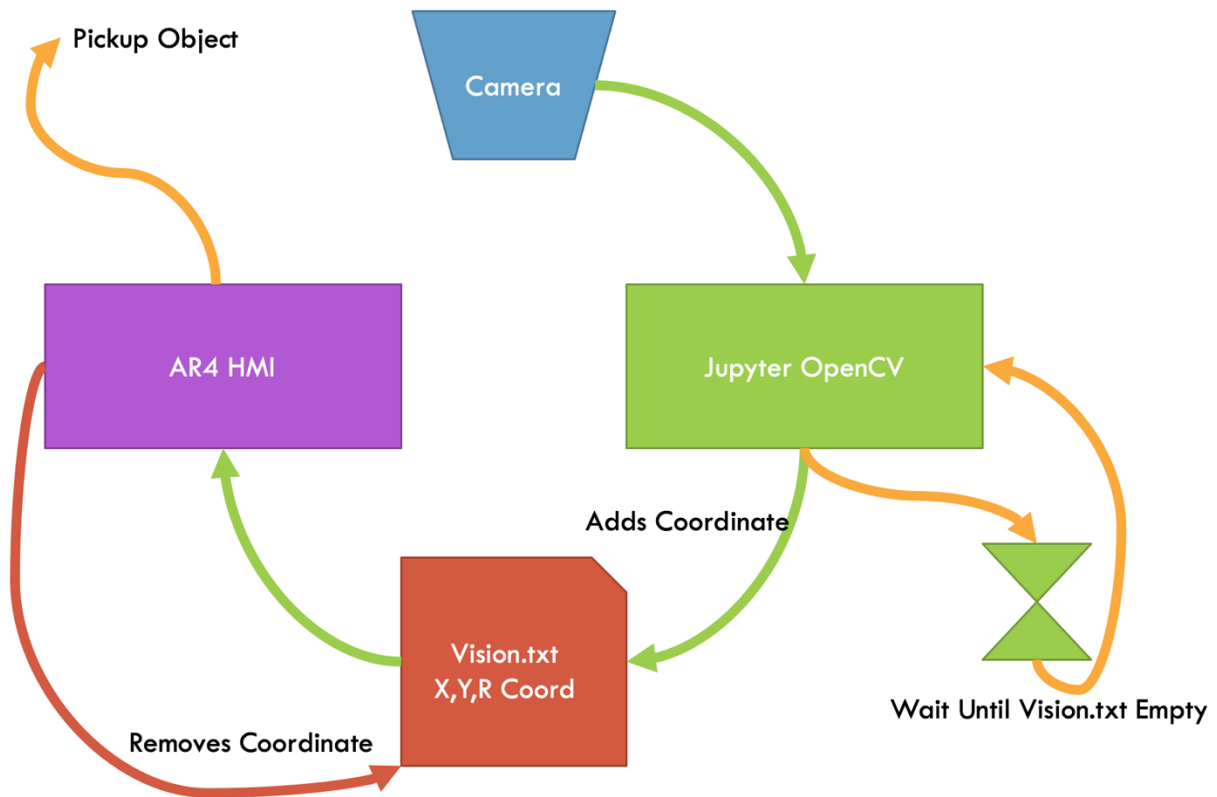 Pickup Object
Camera
AR4 HMI
Jupyter OpenCV
Adds Coordinate
Vision.txt
X,Y,R Coord
Wait Until Vision.txt Empty
Removes Coordinate